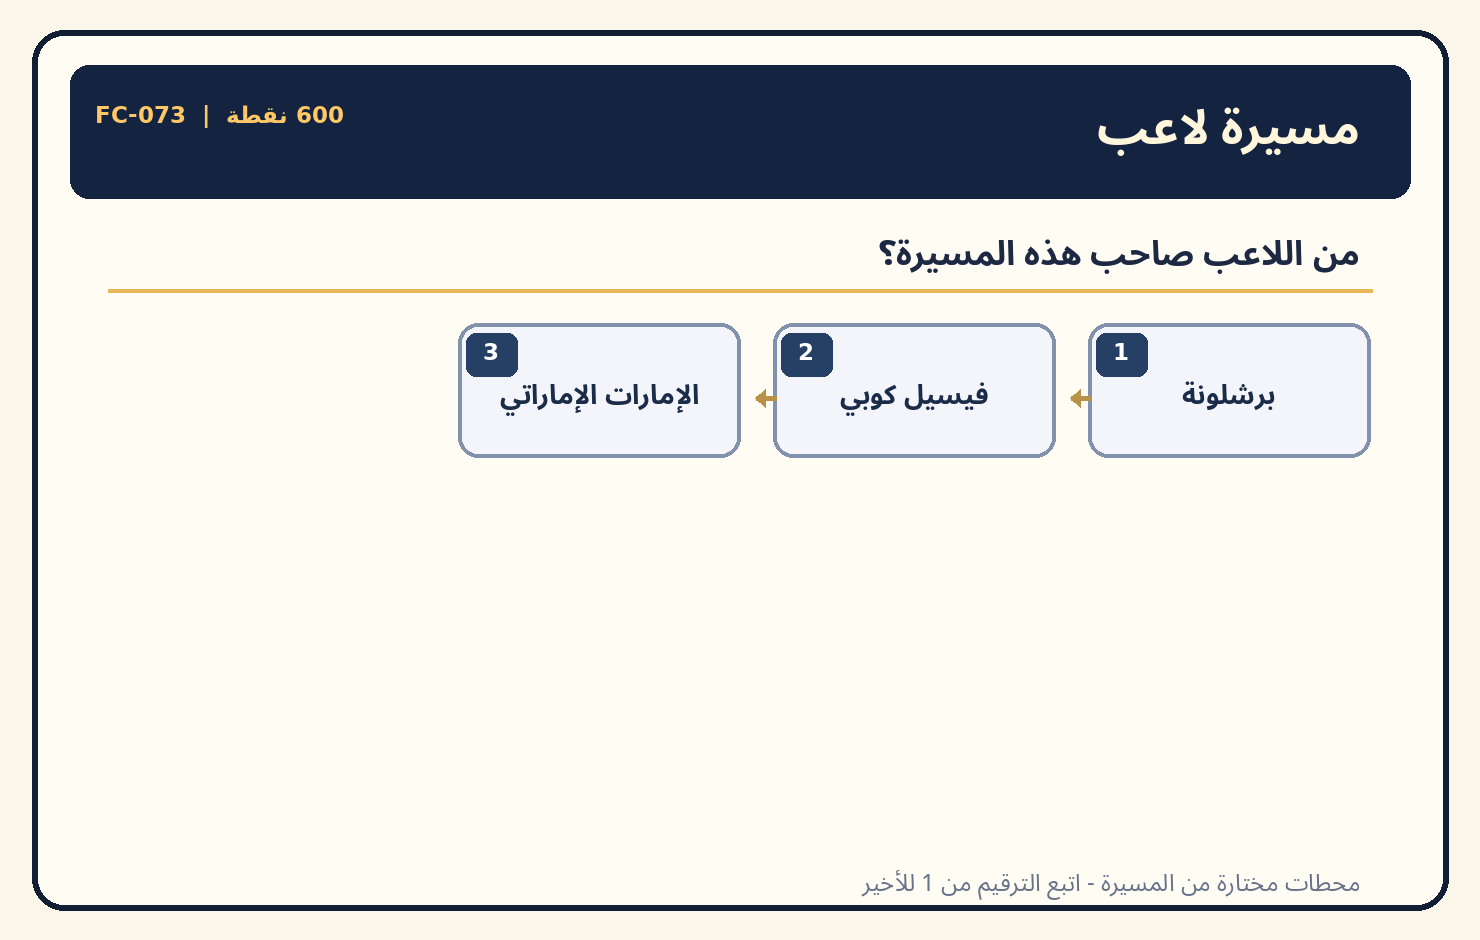 مسيرة لاعب
600 نقطة | FC-073
من اللاعب صاحب هذه المسيرة؟
1
برشلونة
2
فيسيل كوبي
3
الإمارات الإماراتي
محطات مختارة من المسيرة - اتبع الترقيم من 1 للأخير